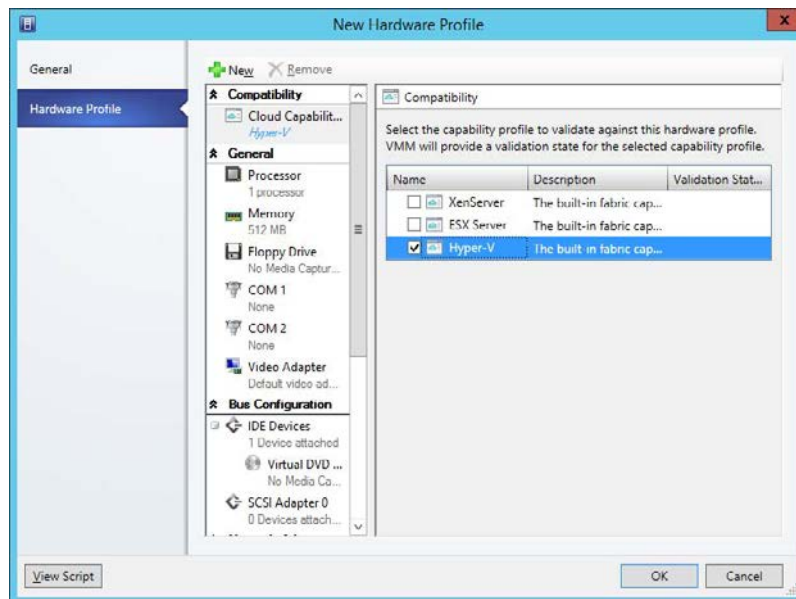 New Hardware Profile
x
General
Hardware Profile
New Remove
Compatibility
Cloud Capabilit...
Hyper-V
General
Processor
1 processor
Memory
512 MB
Floppy Drive
No Media Captur...
COM 1
None
COM 2
None
Video Adapter
Default video ad...
Bus Configuration
IDE Devices
1 Device attached
Virtual DVD ...
No Media Ca...
SCSI Adapter 0
0 Devices attach...
Compatibility
Select the capability profile to validate against this hardware profile.
VMM will provide a validation state for the selected capability profile.
Name Description Validation Stat...
XenServer The built-in fabric cap...
ESX Server The built-in fabric cap...
Hyper-V The built-in fabric cap...
View Script OK Cancel